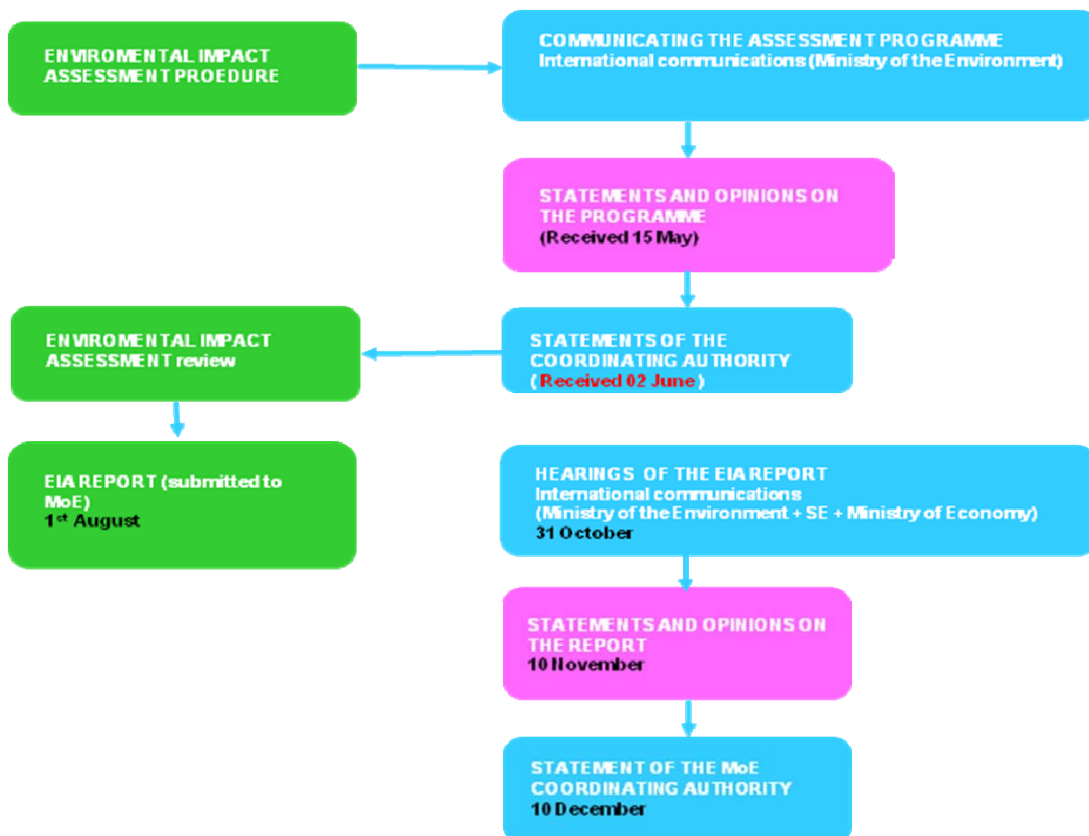 ENVIROMENTAL IMPACT
ASSESSMENT PROEDURE
COMMUNICATING THE ASSESSMENT PROGRAMME
International communications (Ministry of the Environment)
STATEMENTS AND OPINIONS ON
THE PROGRAMME
(Received 15 May)
STATEMENTS OF THE
COORDINATING AUTHORITY
( Received 02 June )
ENVIROMENTAL IMPACT
ASSESSMENT review
EIA REPORT (submitted to
MoE)
1st August
HEARINGS OF THE EIA REPORT
International communications
(Ministry of the Environment + SE + Ministry of Economy)
31 October
STATEMENTS AND OPINIONS ON
THE REPORT
10 November
STATEMENT OF THE MoE
COORDINATING AUTHORITY
10 December